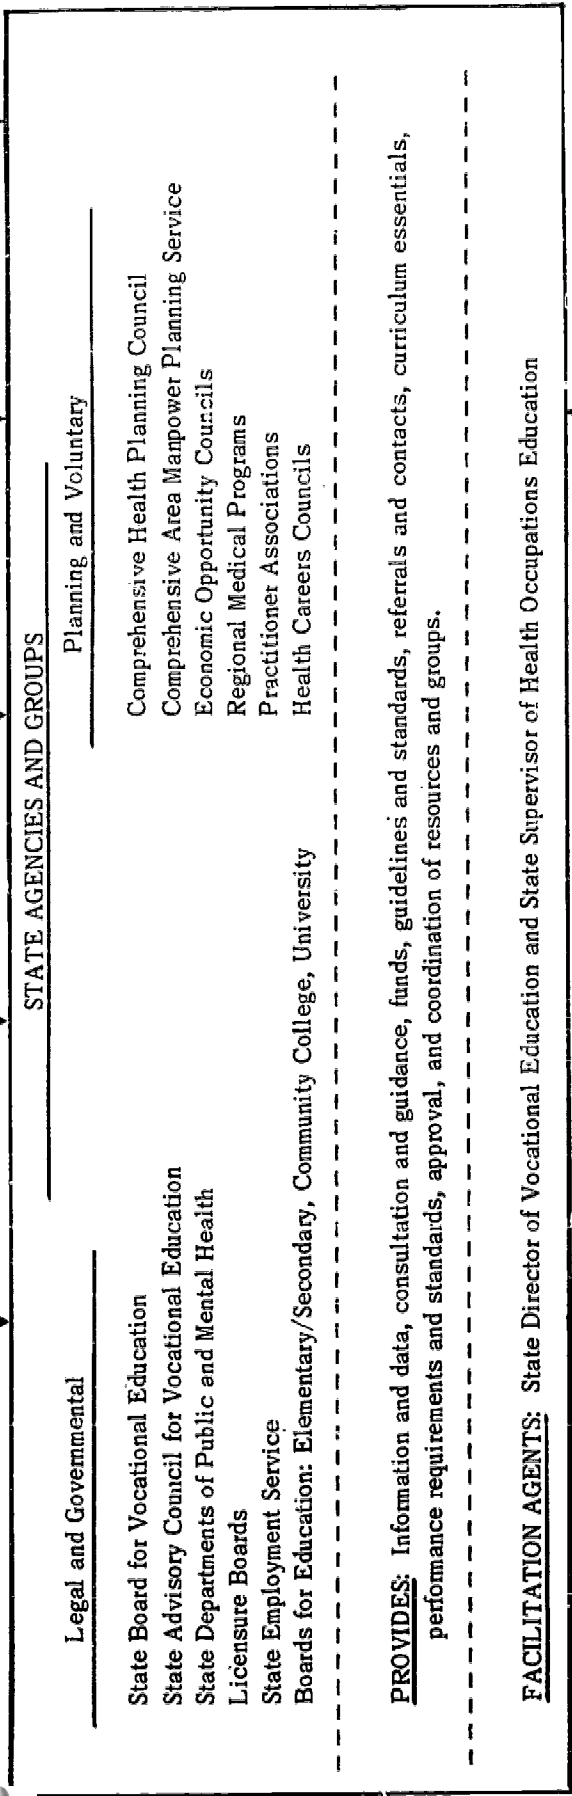 STATE AGENCIES AND GROUPS
Legal and Governmental
State Board for Vocational Education
State Advisory Council for Vocational Education
State Departments of Public and Mental Health
Licensure Boards
State Employment Service
Boards for Education: Elementary/Secondary, Community College, University
Planning and Voluntary
Comprehensive Health Planning Council
Comprehensive Area Manpower Planning Service
Economic Opportunity Councils
Regional Medical Programs
Practitioner Associations
Health Careers Councils
PROVIDES: Information and data, consultation and guidance, funds, guidelines and standards, referrals and contacts, curriculum essentials,
performance requirements and standards, approval, and coordination of resources and groups.
FACILITATION AGENTS: State Director of Vocational Education and State Supervisor of Health Occupations Education